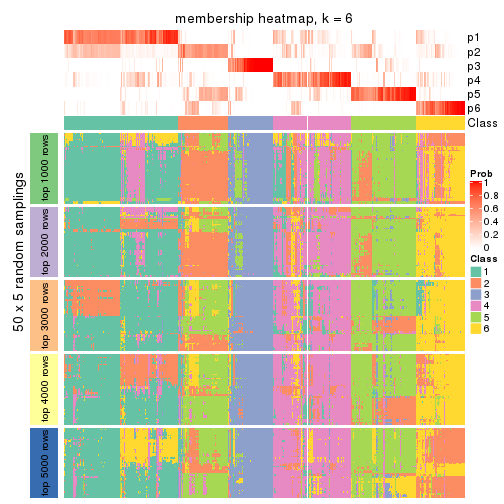 membership heatmap, k = 6
p1
p2
p3
p4
p5
p6
Class
50 x 5 random samplings
top 1000 rows
top 2000 rows
top 3000 rows
top 4000 rows
top 5000 rows
Prob
1
0.8
0.6
0.4
0.2
0
Class
1
2
3
4
5
6